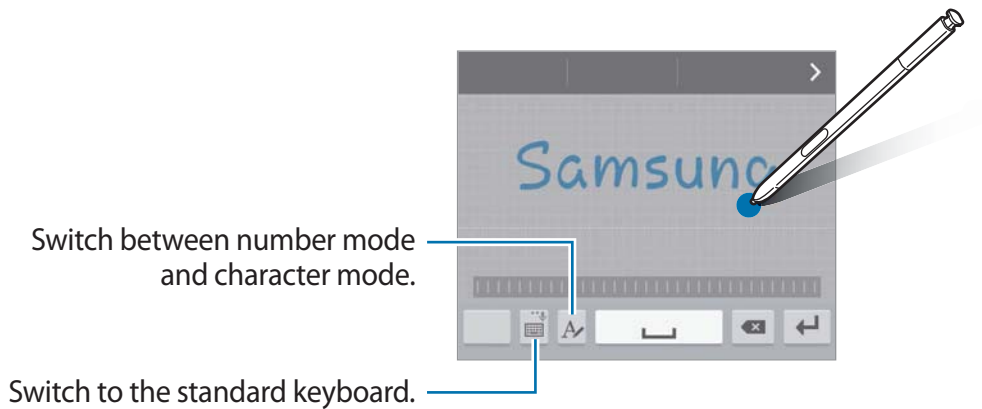 Samsung
Switch between number mode
and character mode.
A
Switch to the standard keyboard.